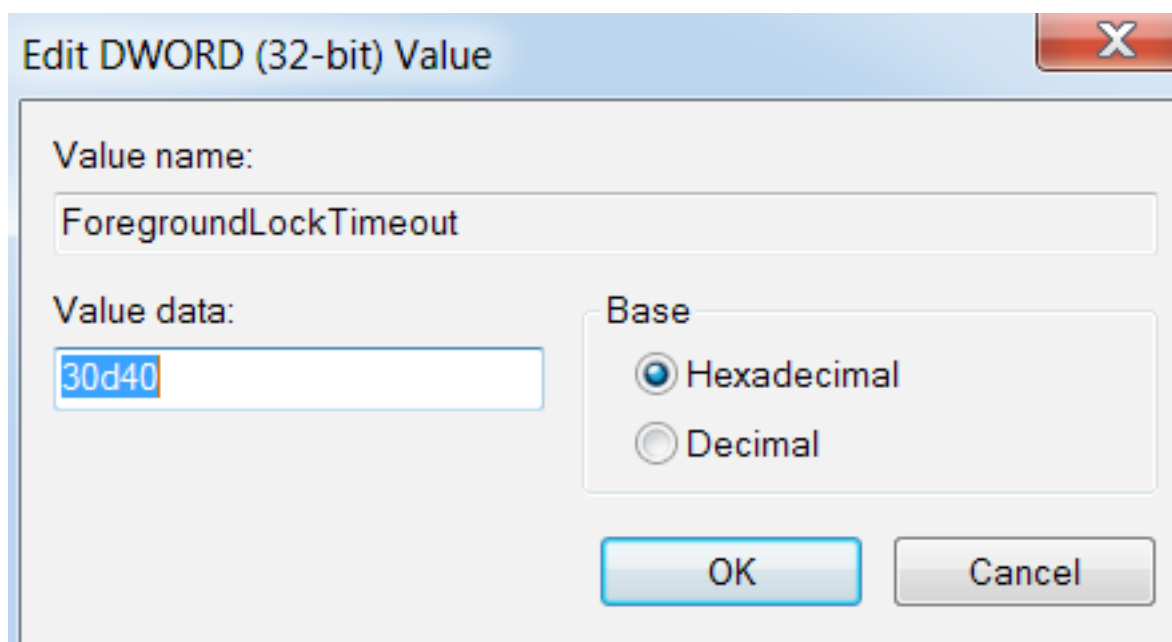 Edit DWORD (32-bit) Value
Value name:
ForegroundLockTimeout
Value data:
30d40
Base
Hexadecimal
Decimal
OK
Cancel